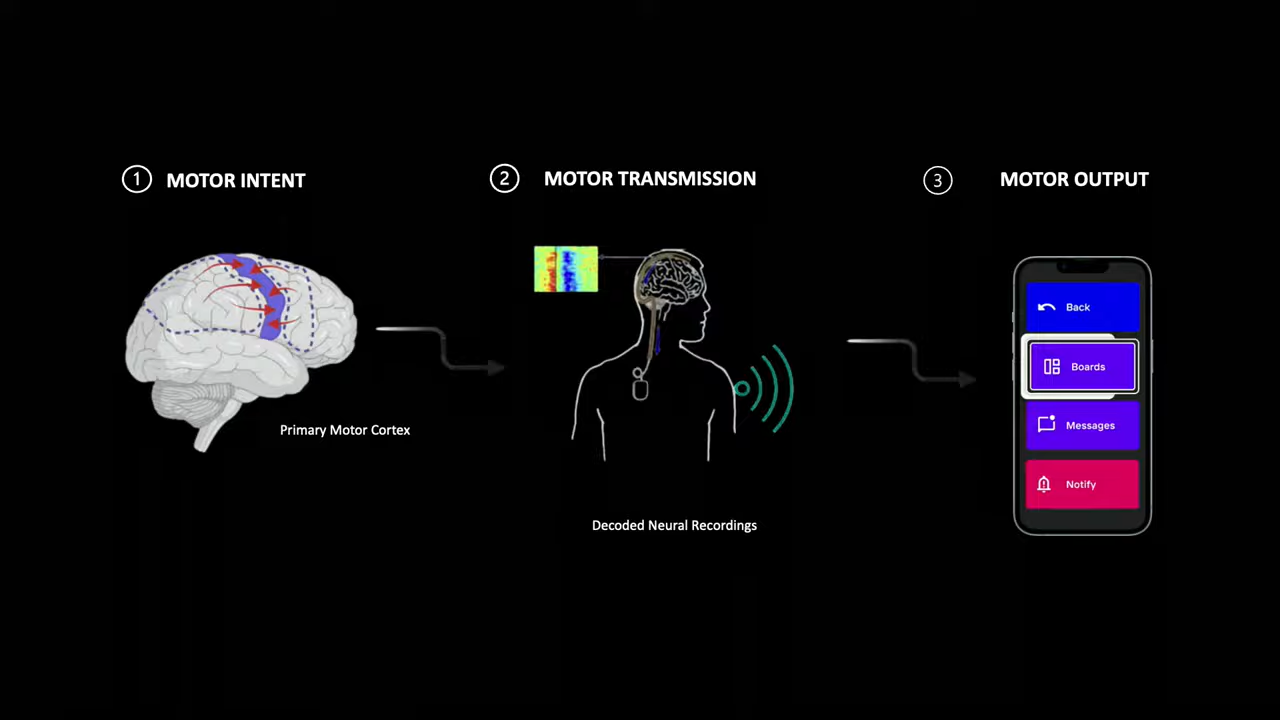 1 MOTOR INTENT
2 MOTOR TRANSMISSION
3 MOTOR OUTPUT
Primary Motor Cortex
Decoded Neural Recordings
Back
Boards
Messages
Notify